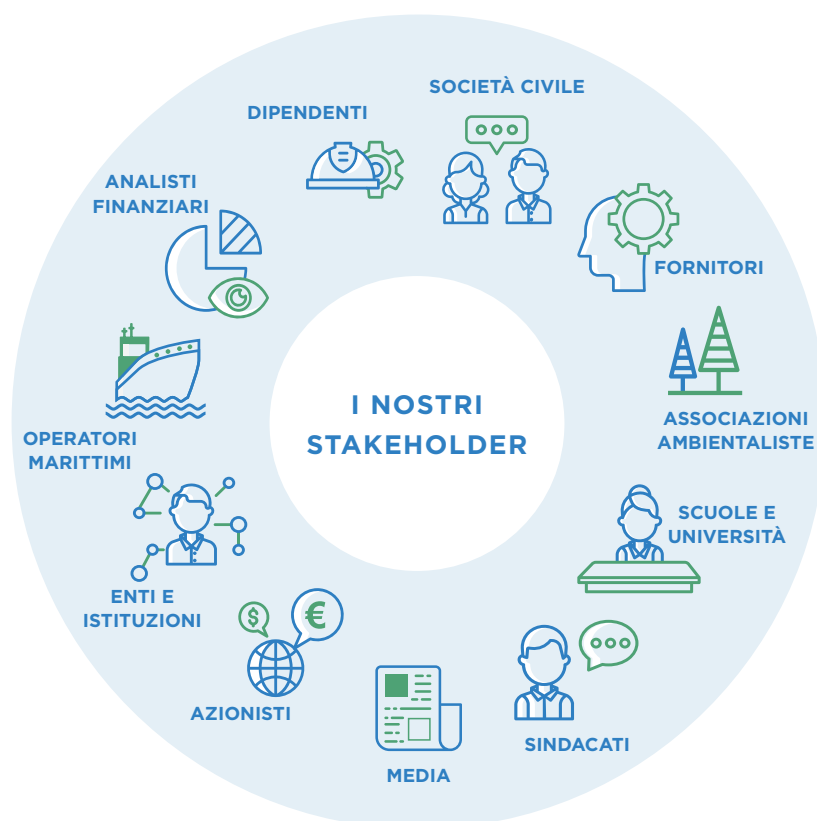 SOCIETÀ CIVILE
DIPENDENTI
ANALISTI
FINANZIARI
FORNITORI
I NOSTRI
STAKEHOLDER
ASSOCIAZIONI
AMBIENTALISTE
OPERATORI
MARITTIMI
SCUOLE E
UNIVERSITÀ
ENTI E
ISTITUZIONI
$
€
AZIONISTI
SINDACATI
MEDIA